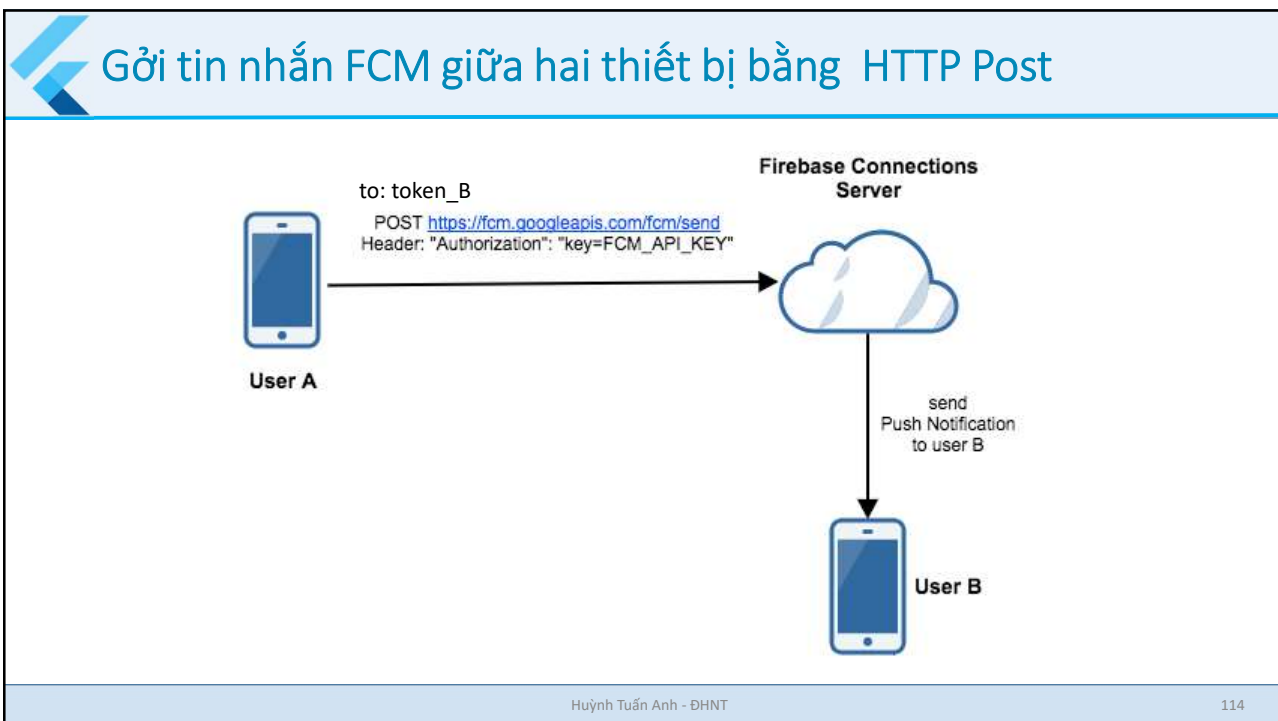 Gởi tin nhắn FCM giữa hai thiết bị bằng HTTP Post
Firebase Connections
Server
to: token_B
POST https://fcm.googleapis.com/fcm/send
Header: "Authorization": "key=FCM_API_KEY"
User A
send
Push Notification
to user B
User B
Huỳnh Tuấn Anh - ĐHNT
114